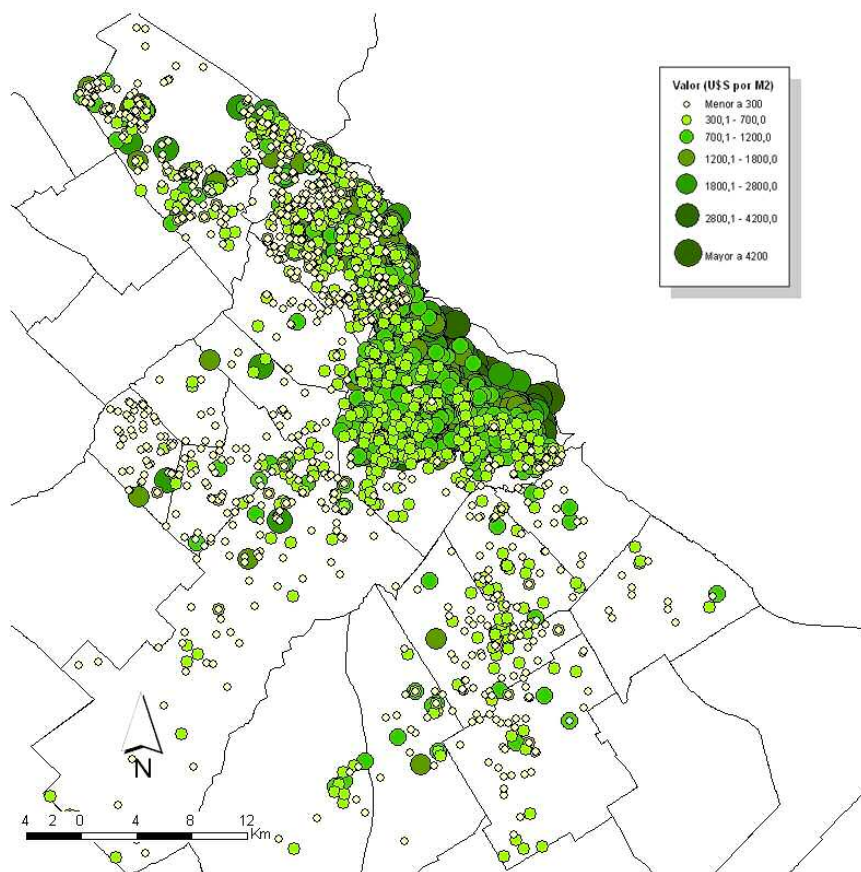 Valor (U$S por M2)
Menor a 300
300,1 - 700,0
700,1 - 1200,0
1200,1 - 1800,0
1800,1 - 2800,0
2800,1 - 4200,0
Mayor a 4200
N
4 2 0 4 8 12
Km